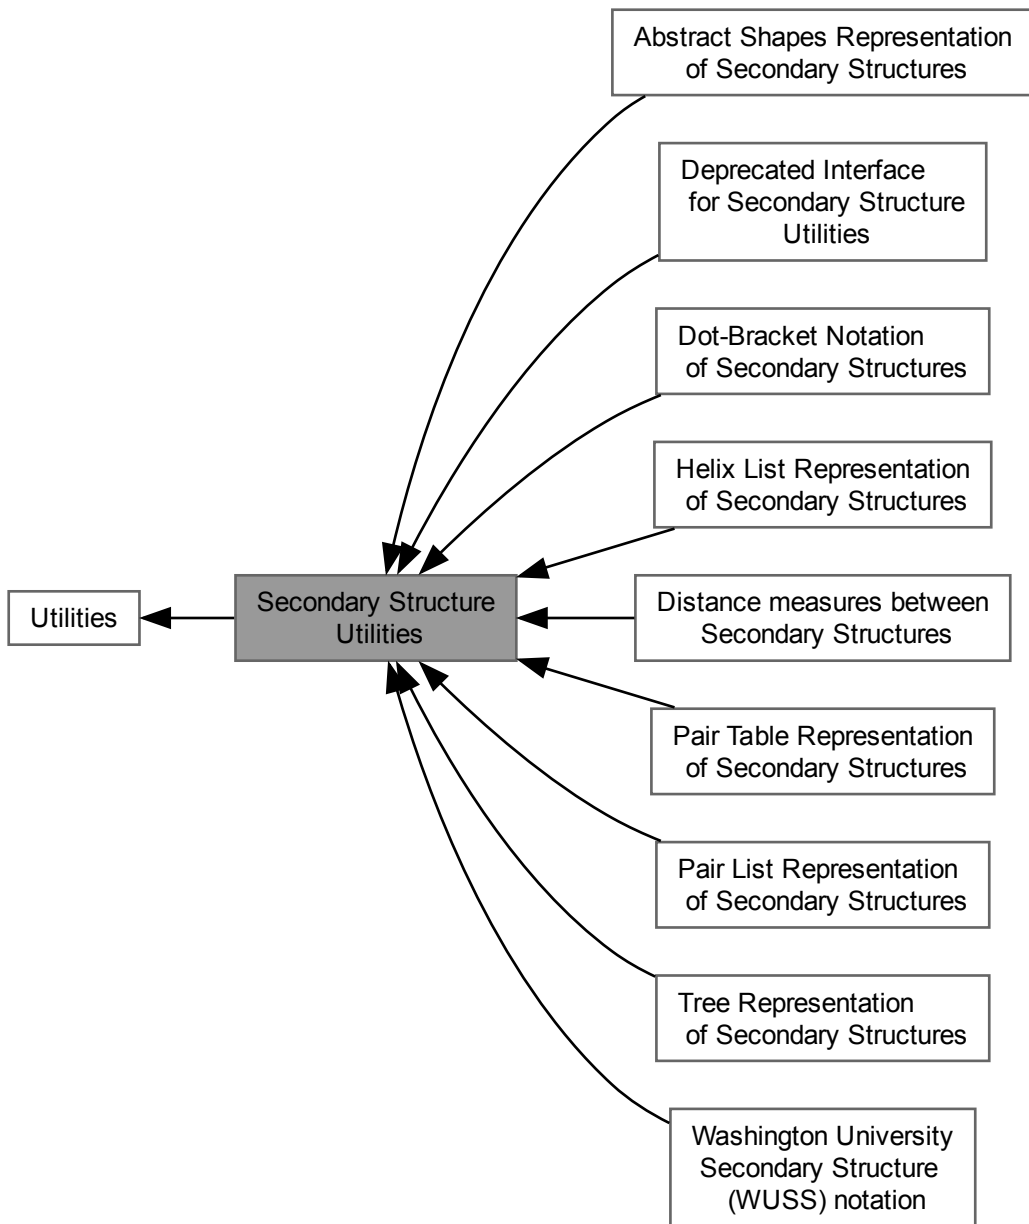 Abstract Shapes Representation
of Secondary Structures
Deprecated Interface
for Secondary Structure
Utilities
Dot-Bracket Notation
of Secondary Structures
Helix List Representation
of Secondary Structures
Utilities
Secondary Structure
Utilities
Distance measures between
Secondary Structures
Pair Table Representation
of Secondary Structures
Pair List Representation
of Secondary Structures
Tree Representation
of Secondary Structures
Washington University
Secondary Structure
(WUSS) notation